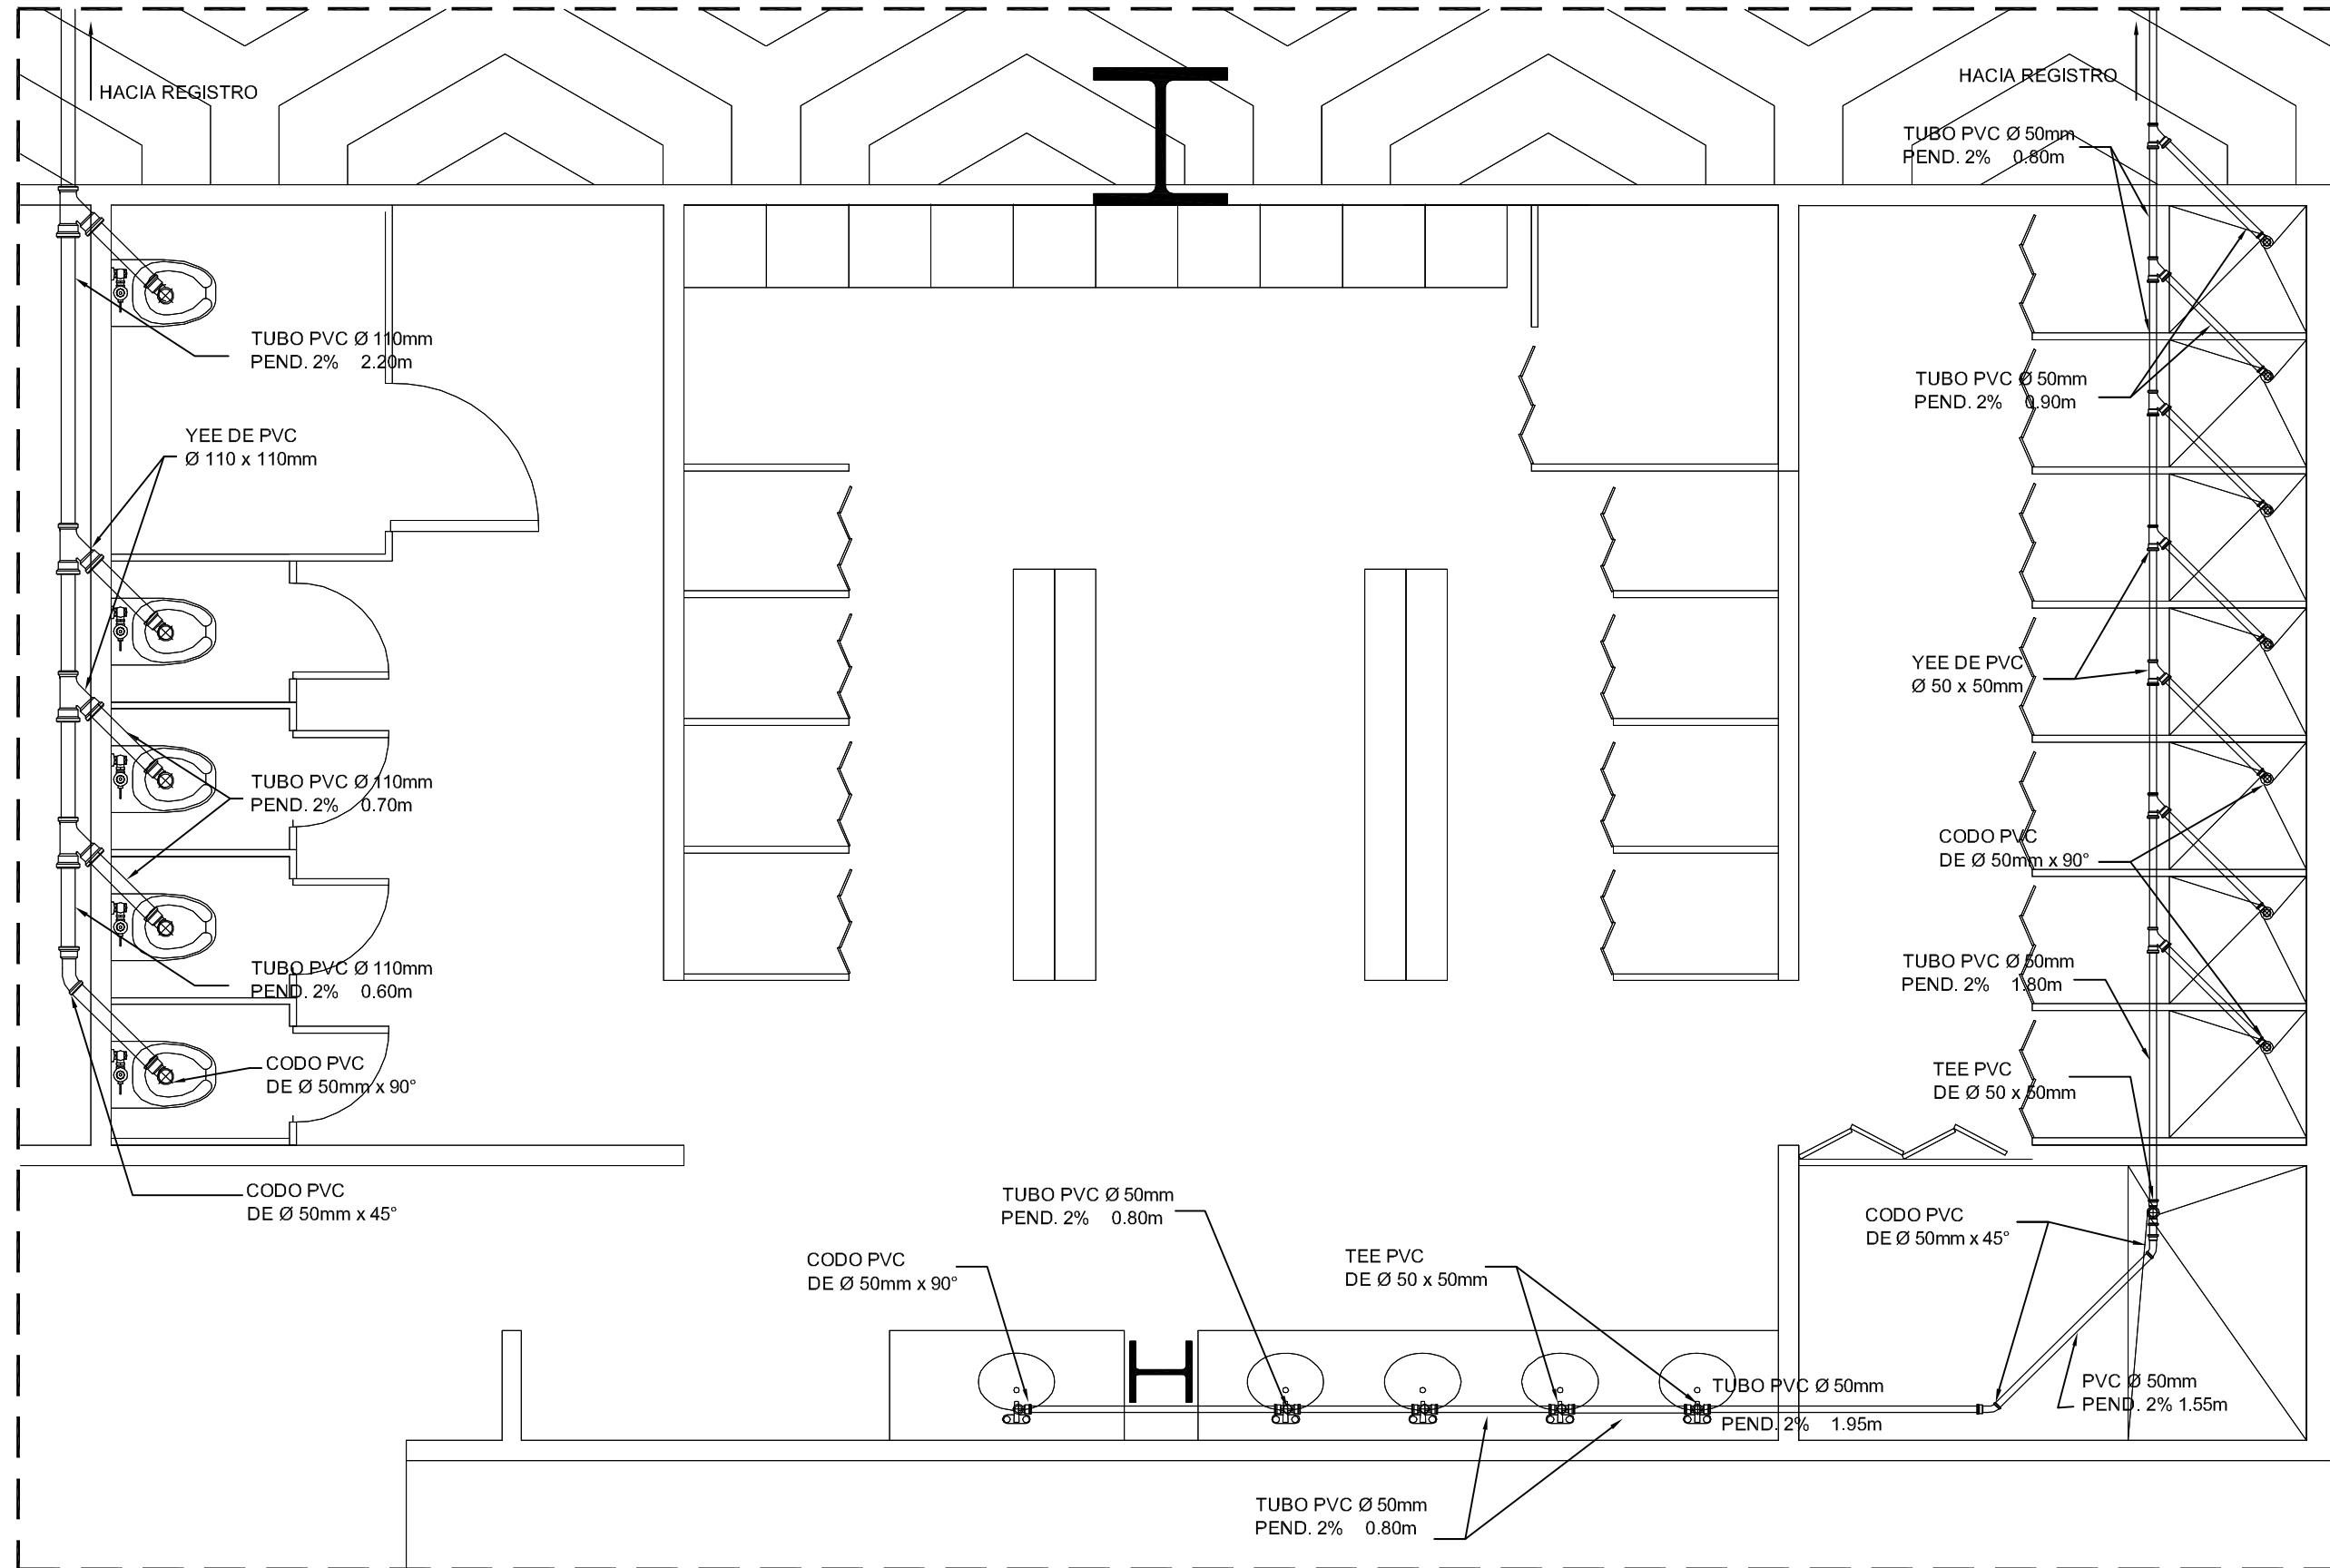 HACIA REGISTRO
HACIA REGISTRO
TUBO PVC Ø 50mm
PEND. 2% 0.80m
TUBO PVC Ø 110mm
PEND. 2% 2.20m
TUBO PVC Ø 50mm
PEND. 2% 0.90m
YEE DE PVC
Ø 110 x 110mm
YEE DE PVC
Ø 50 x 50mm
TUBO PVC Ø 110mm
PEND. 2% 0.70m
CODO PVC
DE Ø 50mm x 90°
TUBO PVC Ø 110mm
PEND. 2% 0.60m
TUBO PVC Ø 50mm
PEND. 2% 1.80m
CODO PVC
DE Ø 50mm x 90°
TEE PVC
DE Ø 50 x 50mm
CODO PVC
DE Ø 50mm x 45°
TUBO PVC Ø 50mm
PEND. 2% 0.80m
CODO PVC
DE Ø 50mm x 45°
CODO PVC
DE Ø 50mm x 90°
TEE PVC
DE Ø 50 x 50mm
TUBO PVC Ø 50mm
PEND. 2% 1.95m
PVC Ø 50mm
PEND. 2% 1.55m
TUBO PVC Ø 50mm
PEND. 2% 0.80m